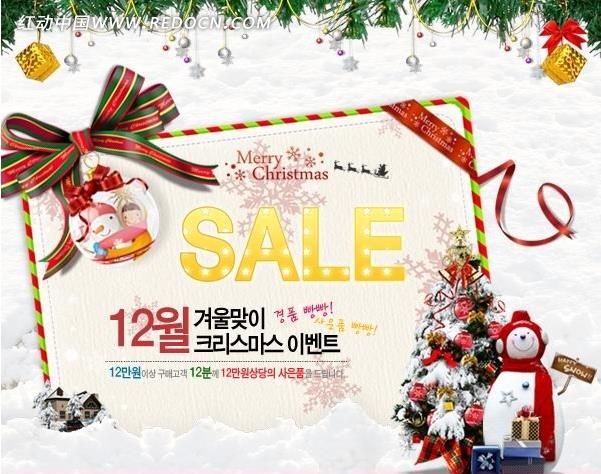 红动中国 WWW.REDOCN.COM
Merry Christmas
Merry
Christmas
SALE
12월 겨울맞이 경품 빵빵!
크리스마스 이벤트 사은품 빵빵!
12만원이상 구매고객 12분께 12만원상당의 사은품을 드립니다.
HAPPY
SNOW!!